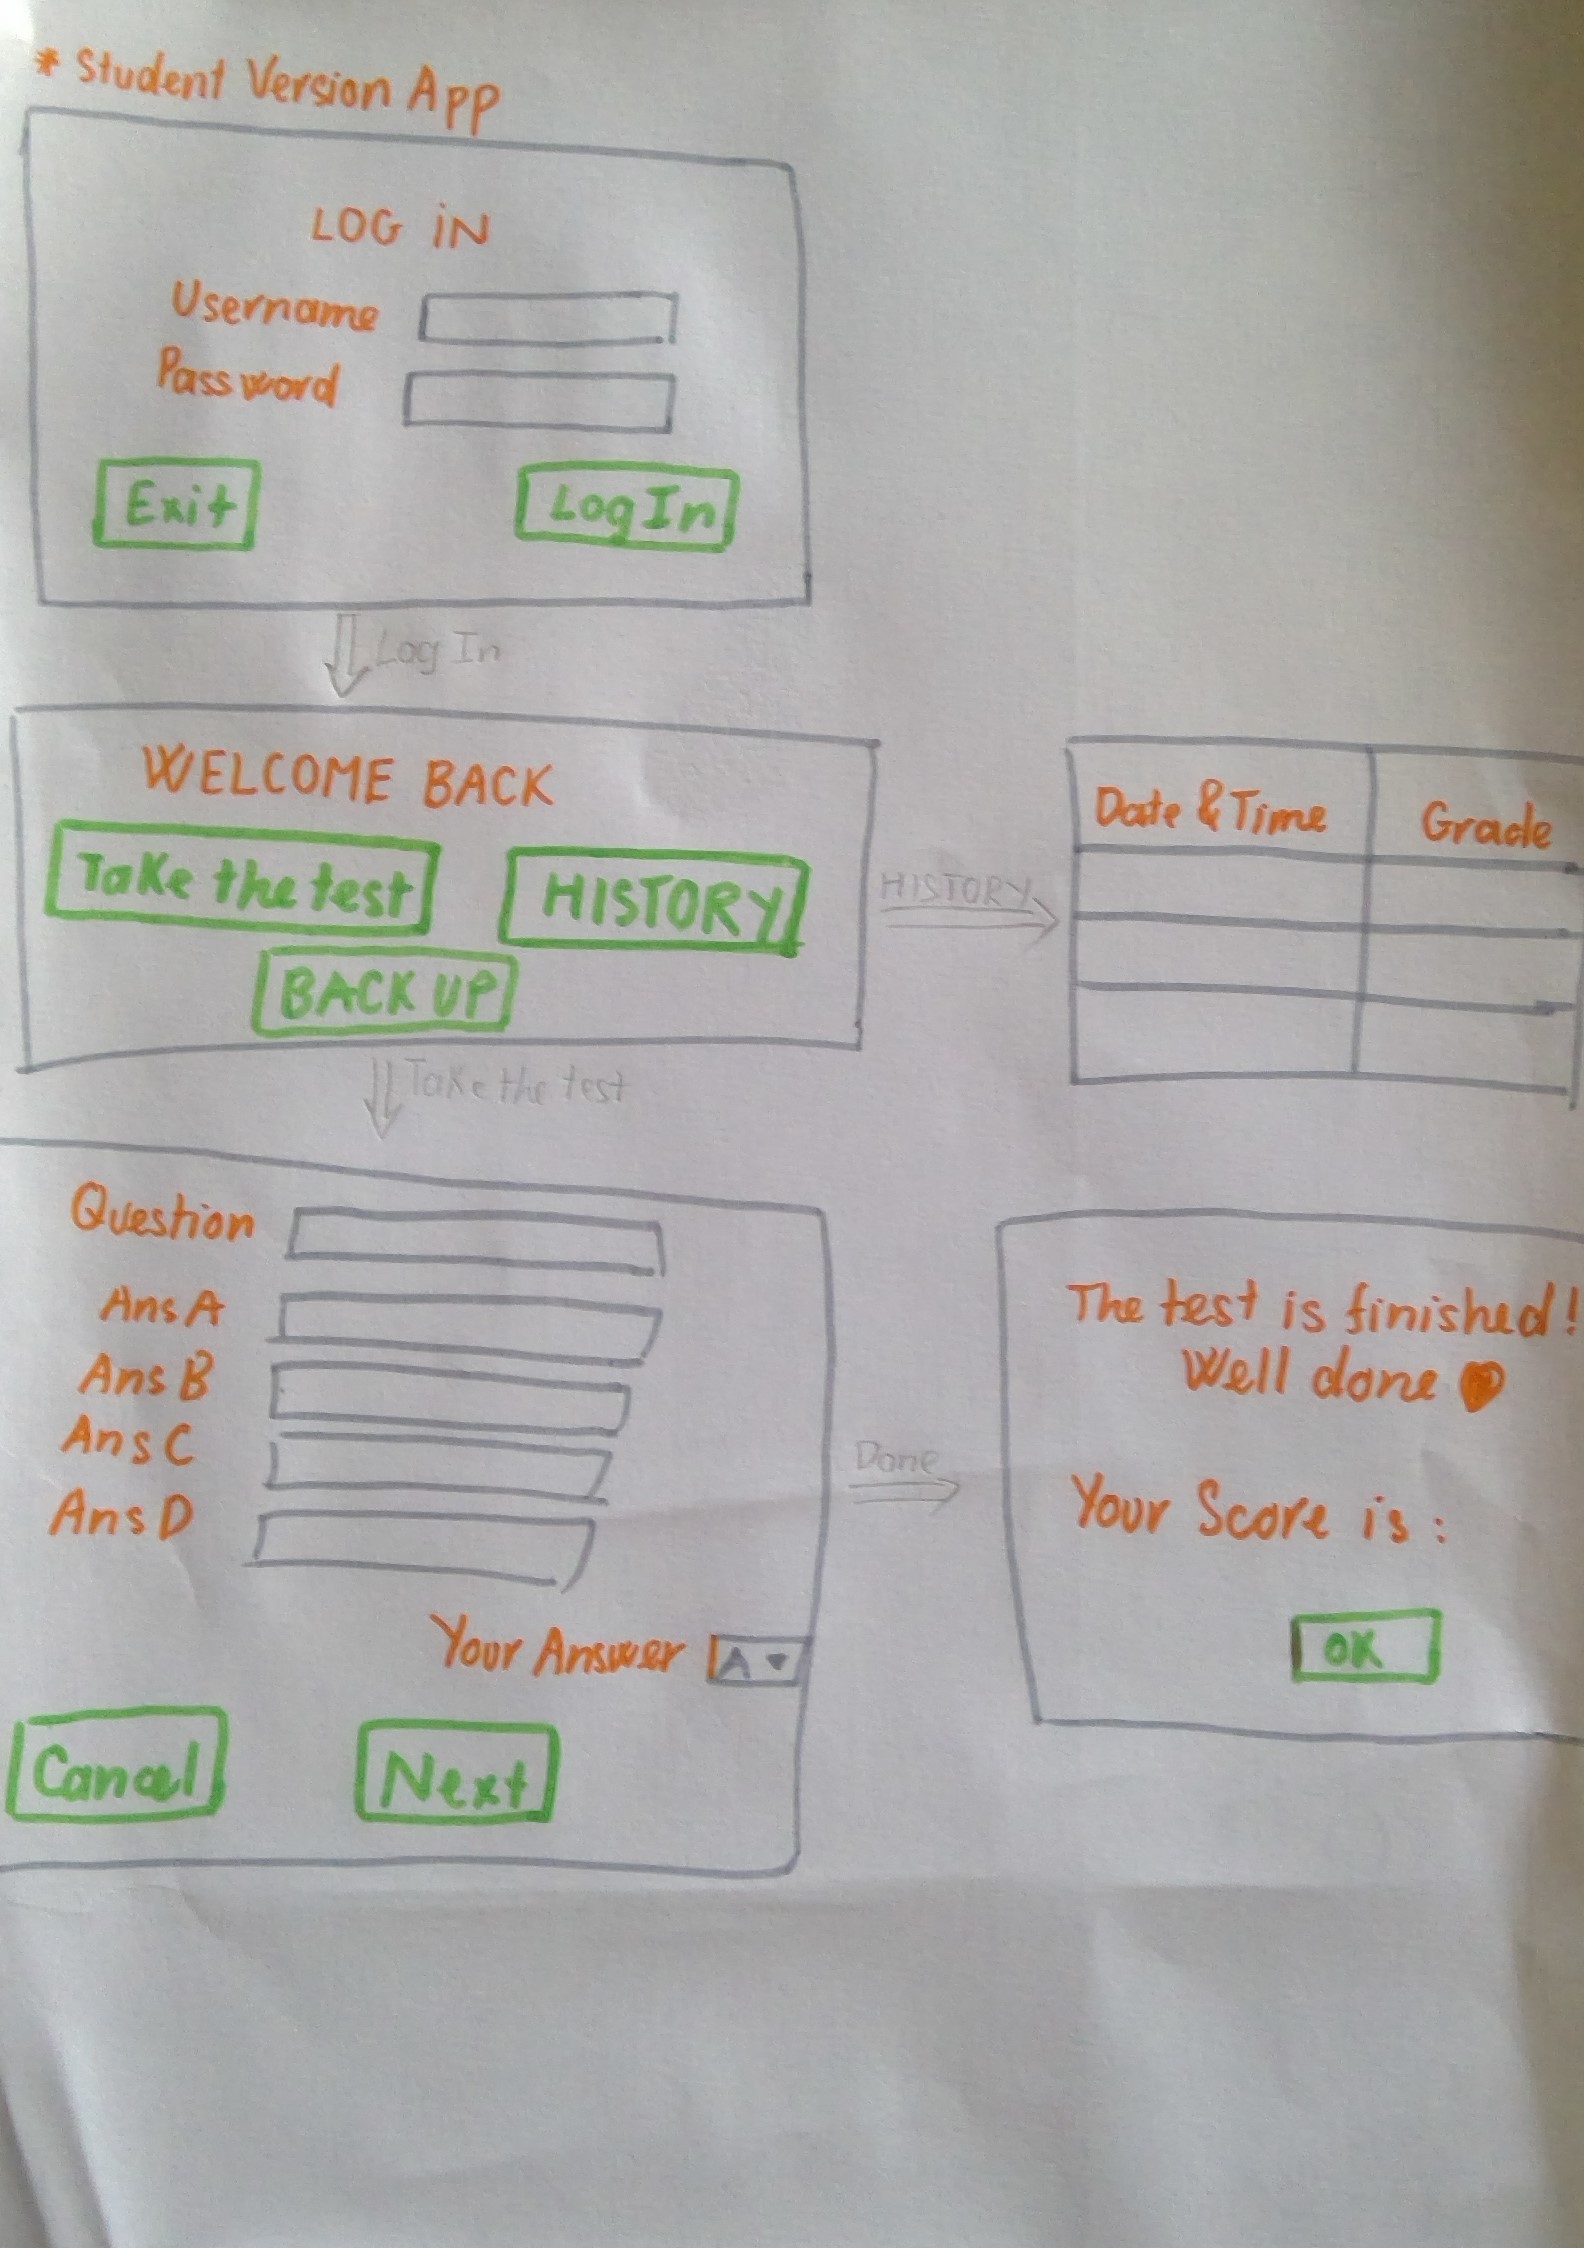 * Student Version App
LOG iN
Username
Password
Exit
Log In
Log In
WELCOME BACK
Take the test
HISTORY
BACK UP
HISTORY
Date & Time
Grade
Take the test
Question
Ans A
Ans B
Ans C
Ans D
Your Answer
A
Cancel
Next
Done
The test is finished!
Well done
Your Score is :
OK